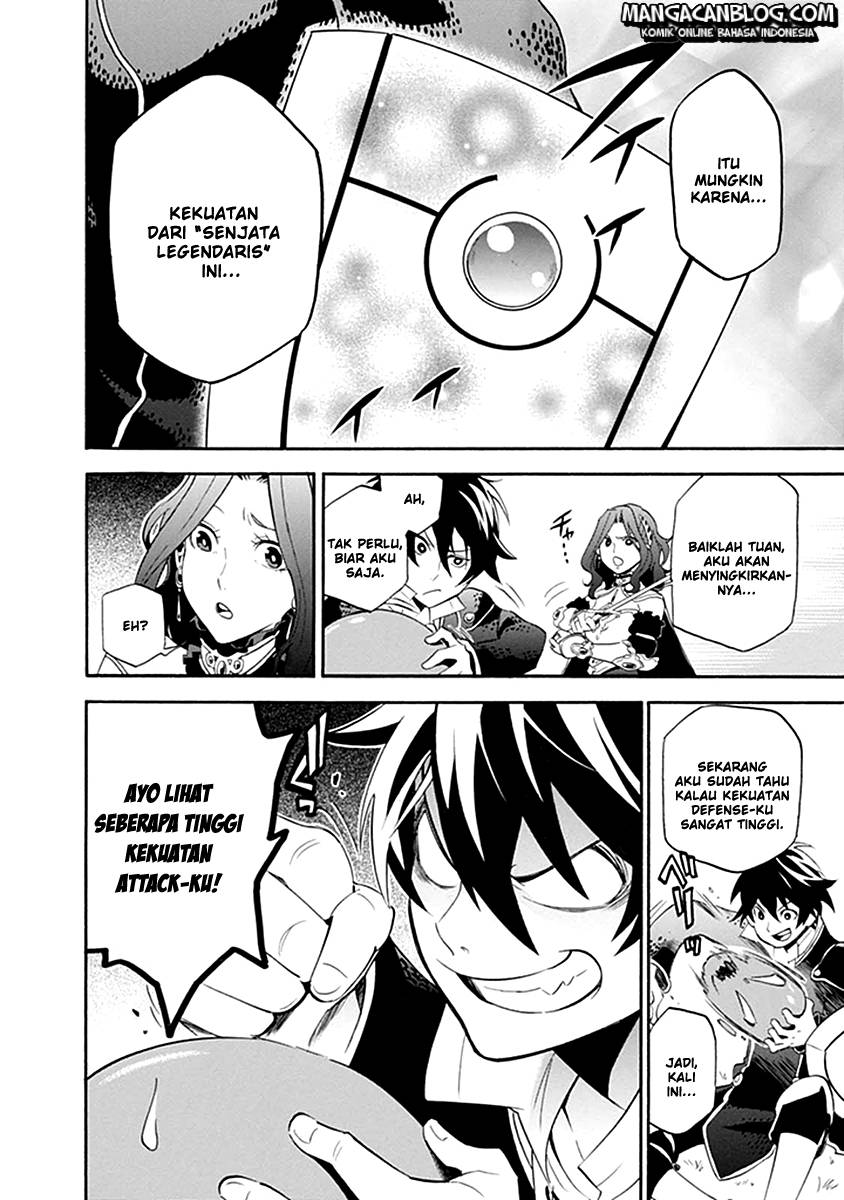 MANGACANBLOG.COM
KOMIK ONLINE BAHASA INDONESIA
ITU
MUNGKIN
KARENA...
KEKUATAN
DARI "SENJATA
LEGENDARIS"
INI...
BAIKLAH TUAN,
AKU AKAN
MENYINGKIRKAN-
NYA...
チャ…
AH,
TAK PERLU,
BIAR AKU
SAJA.
EH?
SEKARANG
AKU SUDAH TAHU
KALAU KEKUATAN
DEFENSE-KU
SANGAT TINGGI.
JADI,
KALI
INI...
AYO LIHAT
SEBERAPA TINGGI
KEKUATAN
ATTACK-KU!